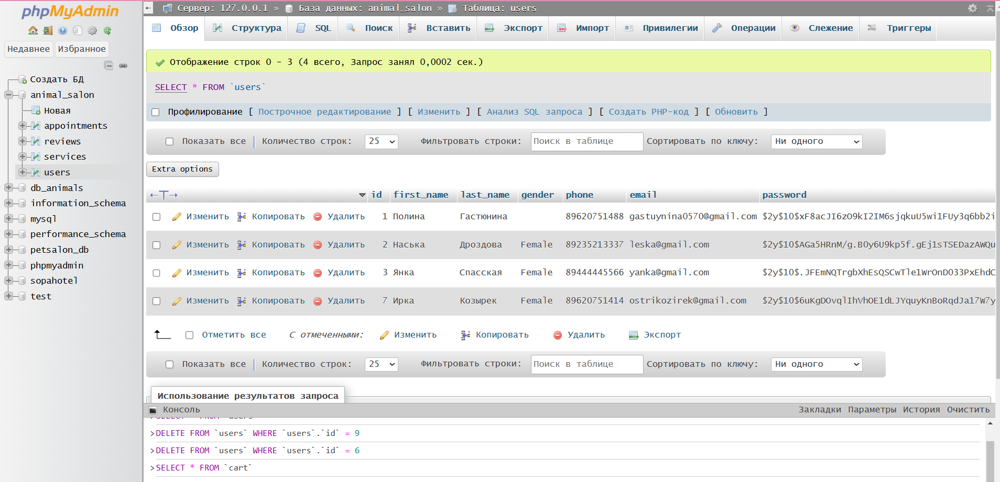 phpMyAdmin
Недавнее Избранное
Создать БД
animal_salon
Новая
appointments
reviews
services
users
db_animals
information_schema
mysql
performance_schema
petsalon_db
phpmyadmin
sopahotel
test
Сервер: 127.0.0.1 » База данных: animal_salon » Таблица: users
Обзор Структура SQL Поиск Вставить Экспорт Импорт Привилегии Операции Слежение Триггеры
Отображение строк 0 - 3 (4 всего, Запрос занял 0,0002 сек.)
SELECT * FROM `users`
Профилирование [ Построчное редактирование ] [ Изменить ] [ Анализ SQL запроса ] [ Создать PHP-код ] [ Обновить ]
Показать все Количество строк: 25 Фильтровать строки: Поиск в таблице Сортировать по ключу: Ни одного
Extra options
id first_name last_name gender phone email password
Изменить Копировать Удалить 1 Полина Гастюнина 89620751488 gastuynina0570@gmail.com $2y$10$xF8acJI6zO9kI2IM6sjqkuU5wi1FUy3q6bb2i
Изменить Копировать Удалить 2 Наська Дроздова Female 89235213337 leska@gmail.com $2y$10$AGa5HRnM/g.BOy6U9kp5f.gEj1sTSEDazAWQu
Изменить Копировать Удалить 3 Янка Спасская Female 89444445566 yanka@gmail.com $2y$10$.JFEmNQTrgbXhEsQSCwTle1WrOnDO33PxEhdC
Изменить Копировать Удалить 7 Ирка Козырек Female 89620751414 ostrikozirek@gmail.com $2y$10$6uKgDOvqlIhVhOE1dLJYquyKnBoRqdJa17W7y
Отметить все С отмеченными: Изменить Копировать Удалить Экспорт
Показать все Количество строк: 25 Фильтровать строки: Поиск в таблице Сортировать по ключу: Ни одного
Использование результатов запроса
Консоль Закладки Параметры История Очистить
>SELECT * FROM `users`
>DELETE FROM `users` WHERE `users`.`id` = 9
>DELETE FROM `users` WHERE `users`.`id` = 6
>SELECT * FROM `cart`